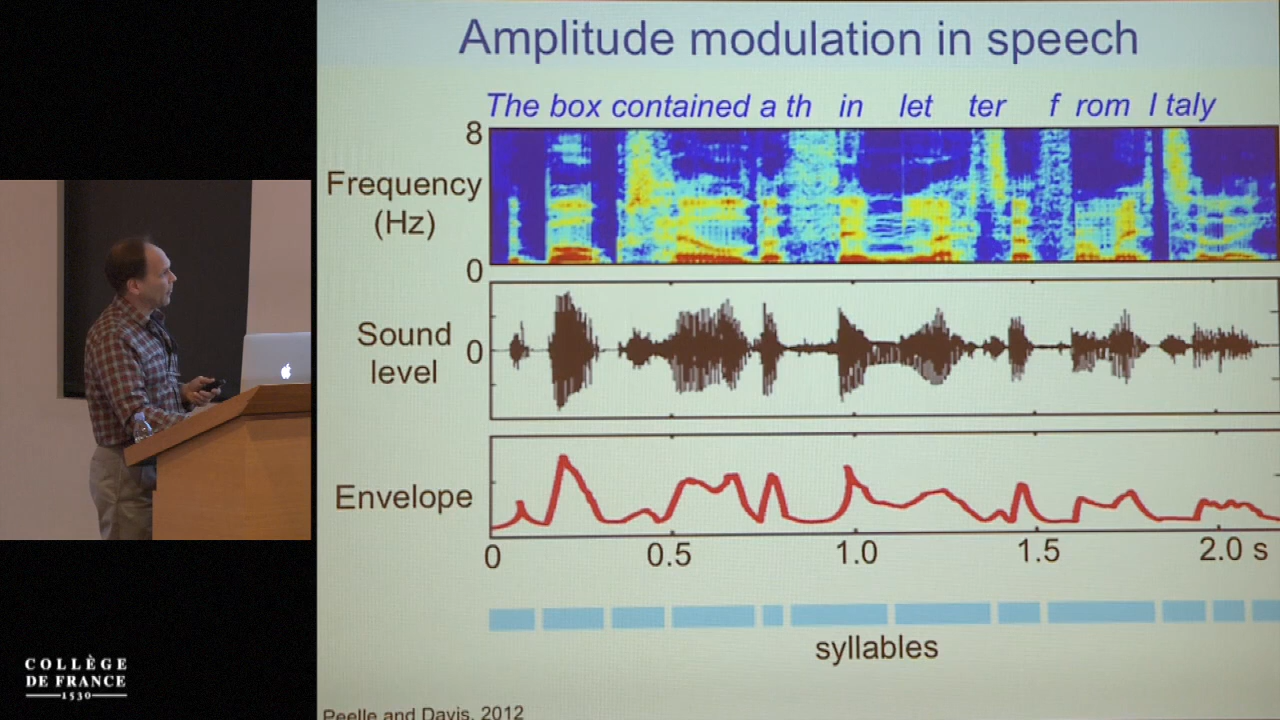 Amplitude modulation in speech
The box contained a th in let ter f rom I taly
8
Frequency
(Hz)
0
Sound
level
0
Envelope
0 0.5 1.0 1.5 2.0 s
syllables
Peelle and Davis, 2012
COLLÈGE
DE FRANCE
1530